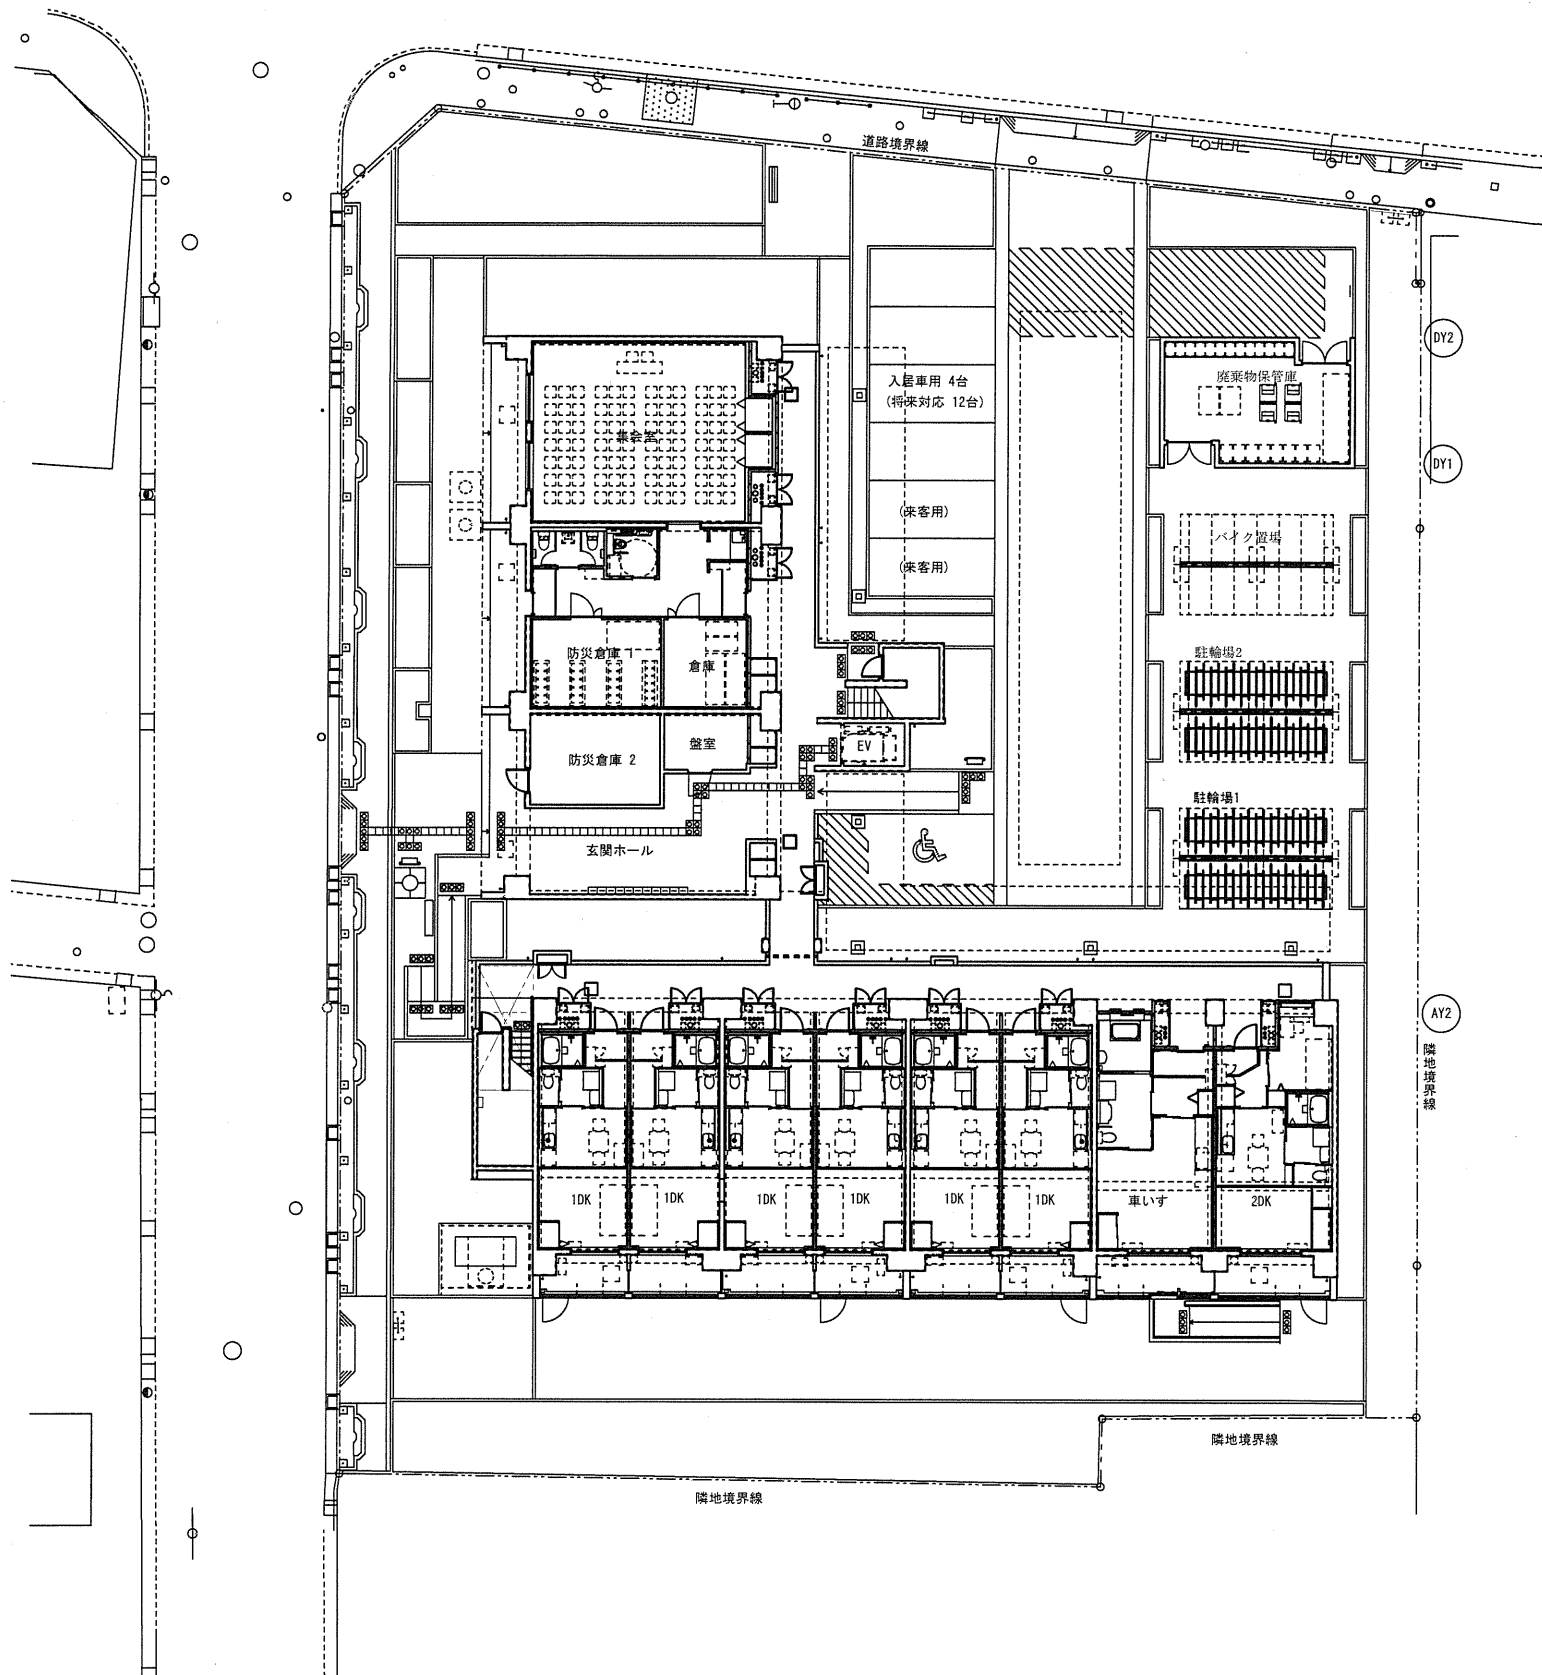 道路境界線
DY2
廃棄物保管庫
入居車用 4台
(将来対応 12台)
集会室
DY1
(来客用)
バイク置場
(来客用)
防災倉庫 1
倉庫
駐輪場2
盤室
EV
防災倉庫 2
駐輪場1
玄関ホール
AY2
隣地境界線
1DK
1DK
1DK
1DK
1DK
1DK
車いす
2DK
隣地境界線
隣地境界線